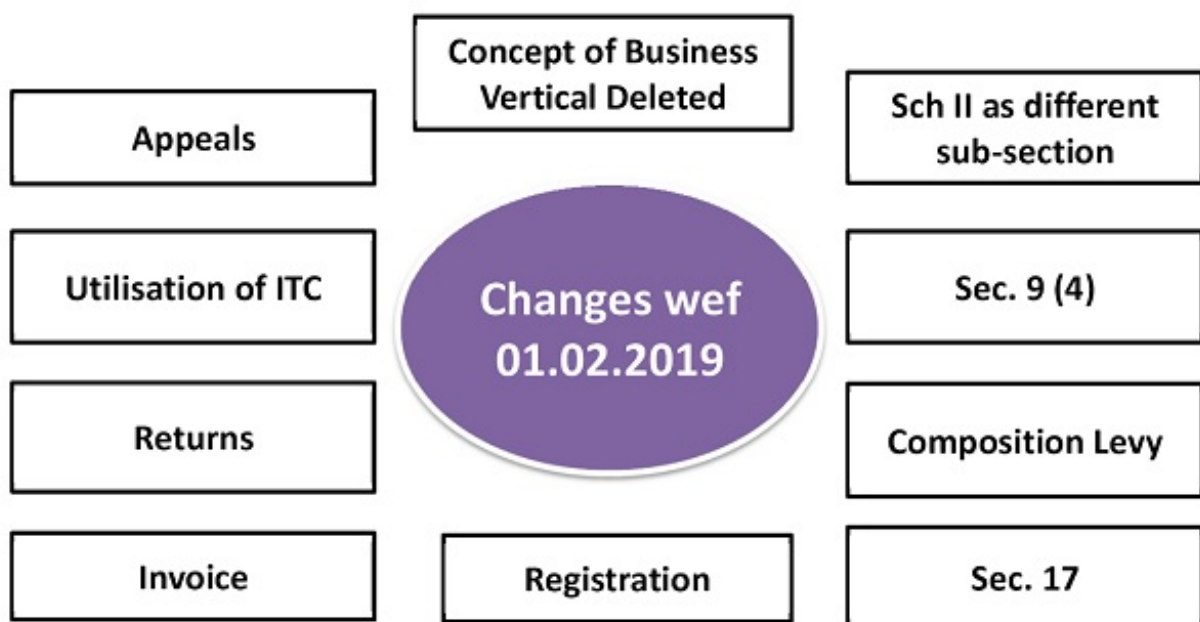 Concept of Business
Vertical Deleted
Appeals
Sch II as different
sub-section
Utilisation of ITC
Changes wef
01.02.2019
Sec. 9 (4)
Returns
Composition Levy
Invoice
Registration
Sec. 17